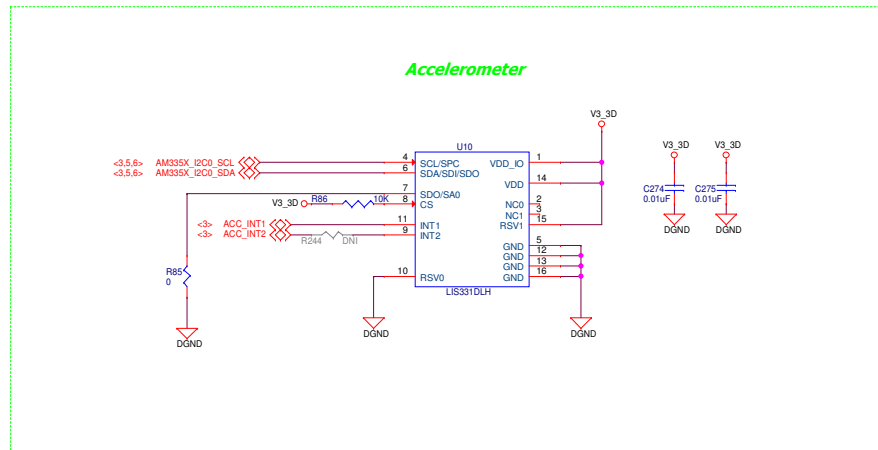 Accelerometer
V3_3D
U10
<3,5,6> AM335X_I2C0_SCL 4 SCL/SPC VDD_IO 1
<3,5,6> AM335X_I2C0_SDA 6 SDA/SDI/SDO
VDD 14
7 SDO/SA0
V3_3D R86 10K 8 CS
NC0 2
NC1 3
<3> ACC_INT1 11 INT1 RSV1 15
<3> ACC_INT2 R244 DNI 9 INT2
GND 5
GND 12
GND 13
10 RSV0 GND 16
LIS331DLH
R85
0
DGND
DGND
DGND
V3_3D V3_3D
C274 C275
0.01uF 0.01uF
DGND DGND